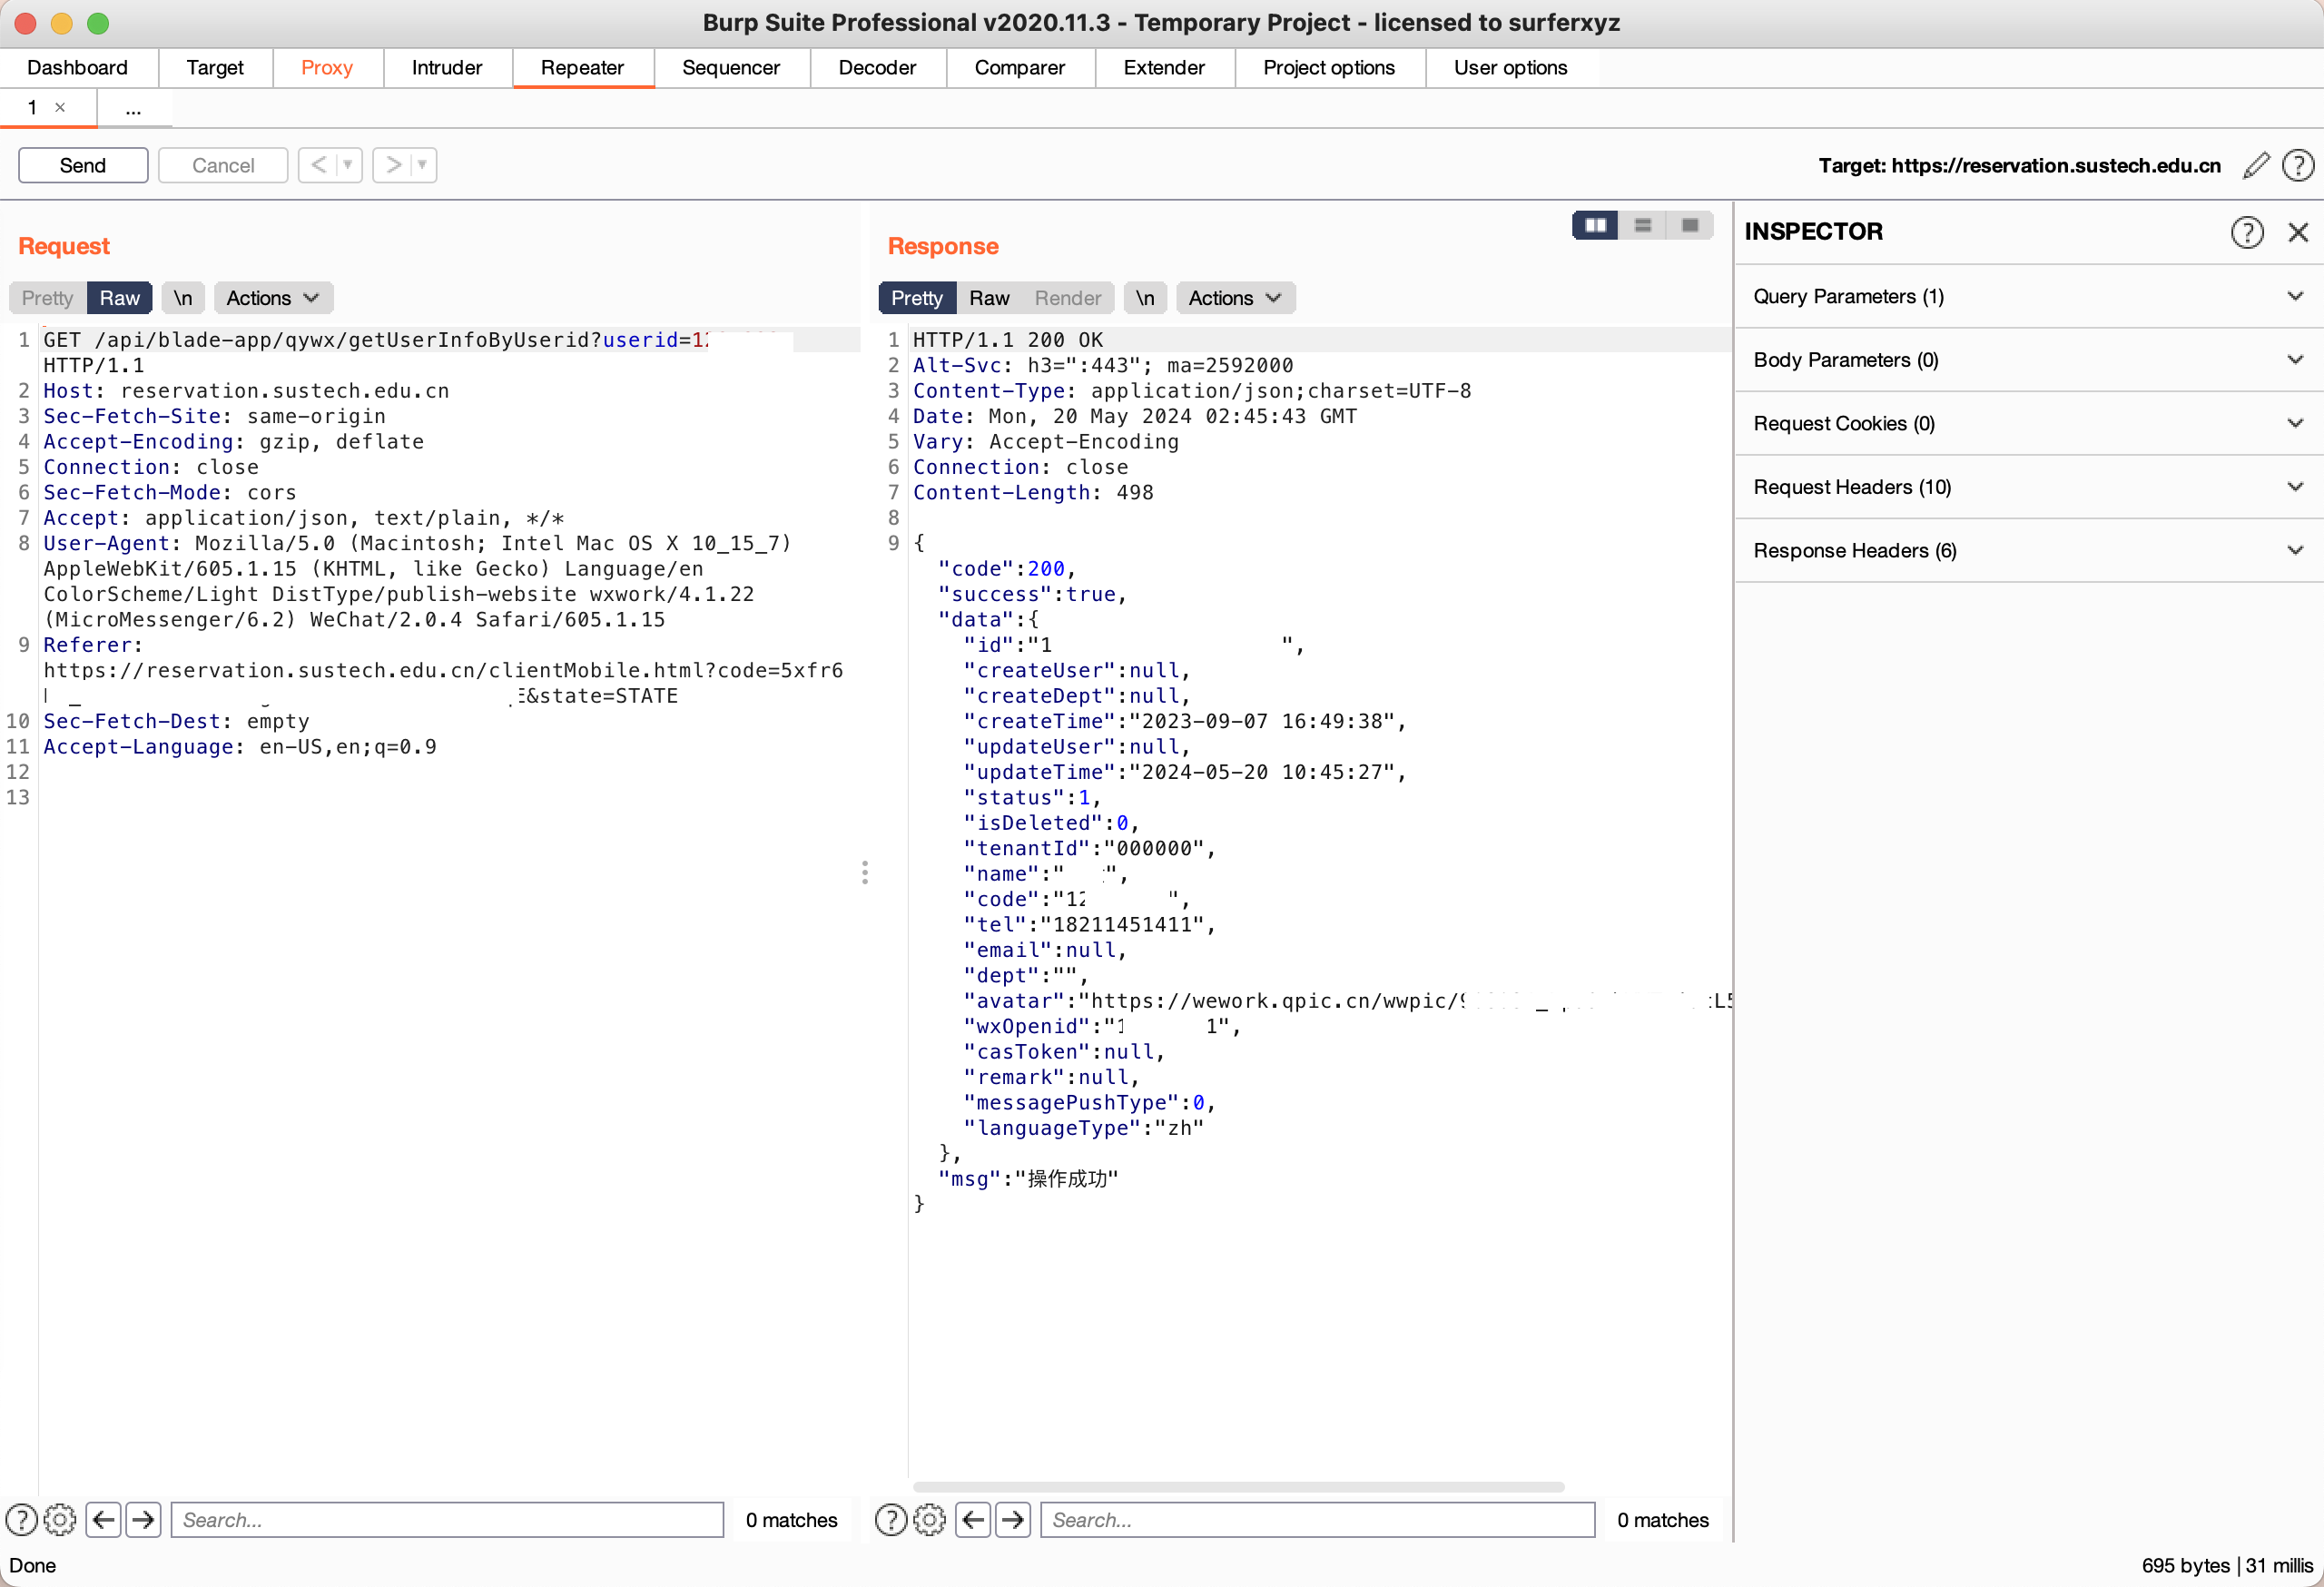 Burp Suite Professional v2020.11.3 - Temporary Project - licensed to surferxyz
Dashboard Target Proxy Intruder Repeater Sequencer Decoder Comparer Extender Project options User options
1 × ...
Send Cancel < > Target: https://reservation.sustech.edu.cn
Request
Pretty Raw \n Actions
1 GET /api/blade-app/qywx/getUserInfoByUserid?userid=1
HTTP/1.1
2 Host: reservation.sustech.edu.cn
3 Sec-Fetch-Site: same-origin
4 Accept-Encoding: gzip, deflate
5 Connection: close
6 Sec-Fetch-Mode: cors
7 Accept: application/json, text/plain, */*
8 User-Agent: Mozilla/5.0 (Macintosh; Intel Mac OS X 10_15_7)
AppleWebKit/605.1.15 (KHTML, like Gecko) Language/en
ColorScheme/Light DistType/publish-website wxwork/4.1.22
(MicroMessenger/6.2) WeChat/2.0.4 Safari/605.1.15
9 Referer:
https://reservation.sustech.edu.cn/clientMobile.html?code=5xfr6
&state=STATE
10 Sec-Fetch-Dest: empty
11 Accept-Language: en-US,en;q=0.9
12
13
Search... 0 matches
Response
Pretty Raw Render \n Actions
1 HTTP/1.1 200 OK
2 Alt-Svc: h3=":443"; ma=2592000
3 Content-Type: application/json;charset=UTF-8
4 Date: Mon, 20 May 2024 02:45:43 GMT
5 Vary: Accept-Encoding
6 Connection: close
7 Content-Length: 498
8
9 {
"code":200,
"success":true,
"data":{
"id":"1 ",
"createUser":null,
"createDept":null,
"createTime":"2023-09-07 16:49:38",
"updateUser":null,
"updateTime":"2024-05-20 10:45:27",
"status":1,
"isDeleted":0,
"tenantId":"000000",
"name":" ",
"code":"12 ",
"tel":"18211451411",
"email":null,
"dept":"",
"avatar":"https://wework.qpic.cn/wwpic/
"wxOpenid":"1 1",
"casToken":null,
"remark":null,
"messagePushType":0,
"languageType":"zh"
},
"msg":"操作成功"
}
Search... 0 matches
INSPECTOR
Query Parameters (1)
Body Parameters (0)
Request Cookies (0)
Request Headers (10)
Response Headers (6)
Done 695 bytes | 31 millis